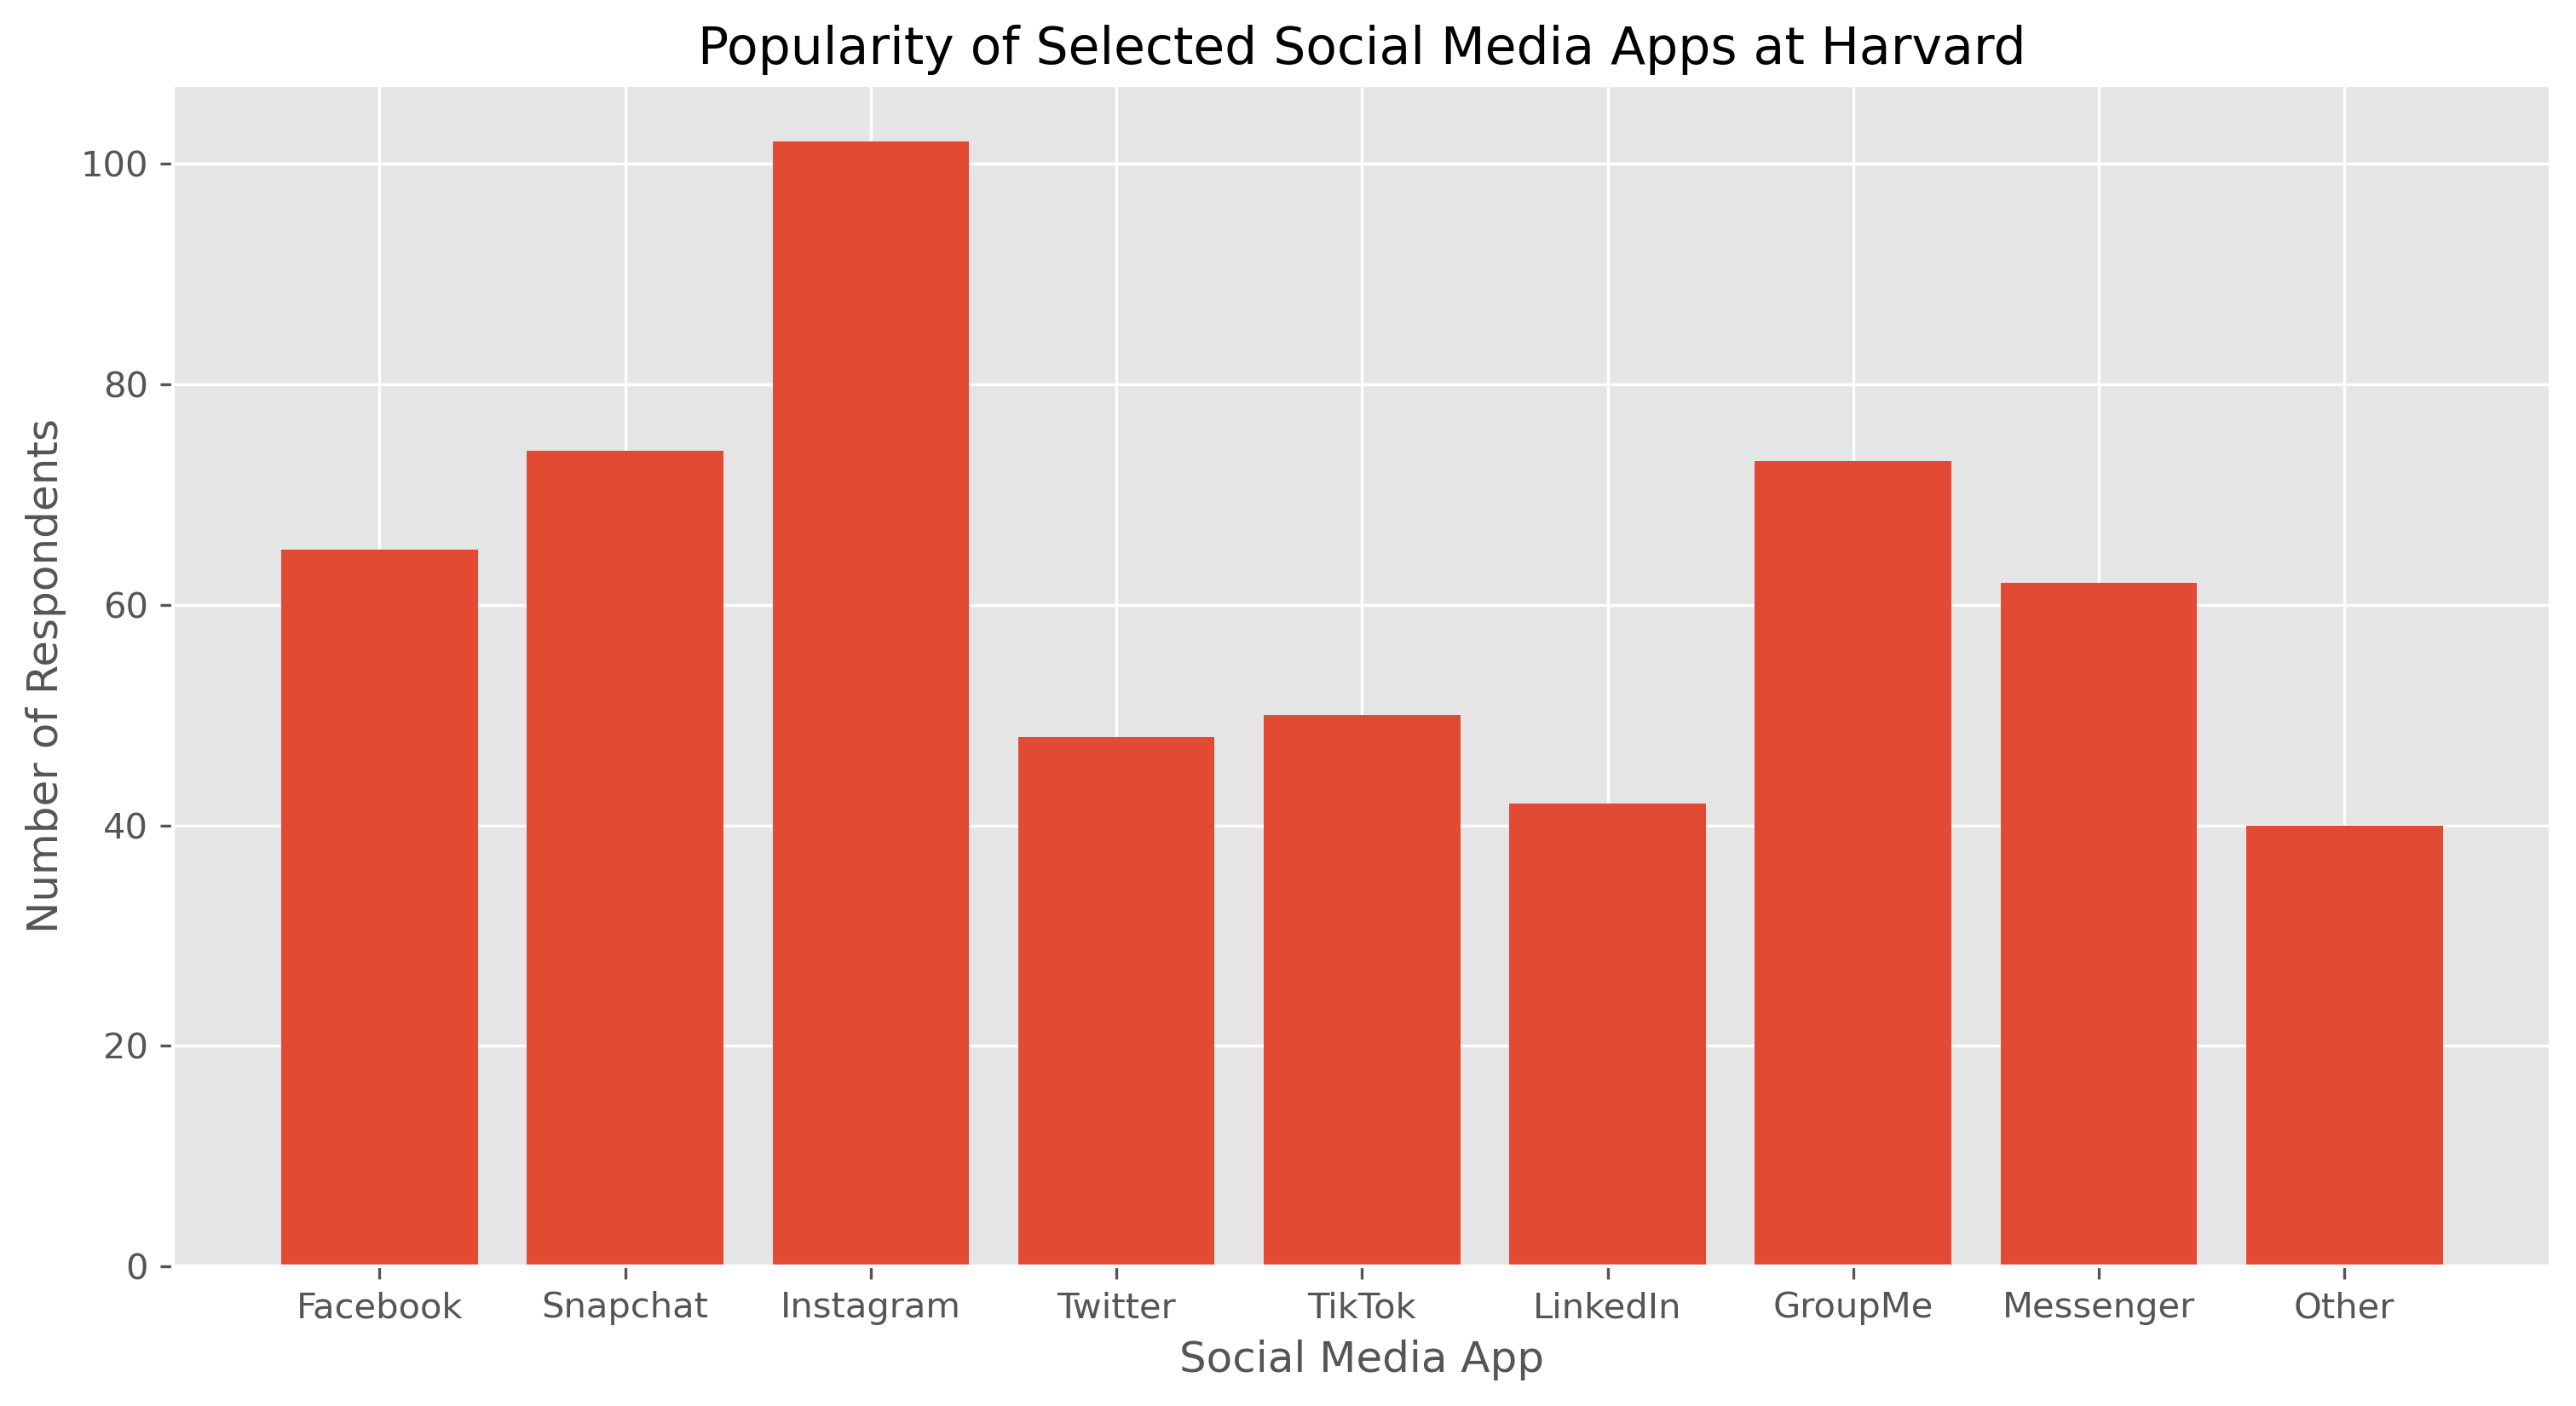 Popularity of Selected Social Media Apps at Harvard
Number of Respondents
100
80
60
40
20
0
Facebook Snapchat Instagram Twitter TikTok LinkedIn GroupMe Messenger Other
Social Media App